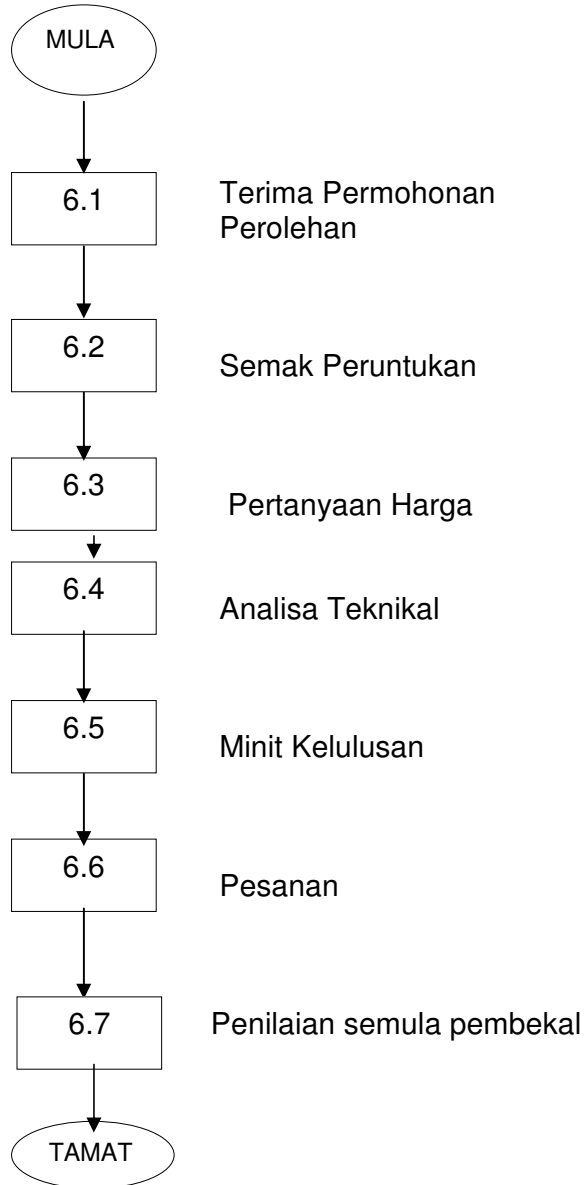 MULA
6.1
Terima Permohonan
Perolehan
6.2
Semak Peruntukan
6.3
Pertanyaan Harga
6.4
Analisa Teknikal
6.5
Minit Kelulusan
6.6
Pesanan
6.7
Penilaian semula pembekal
TAMAT